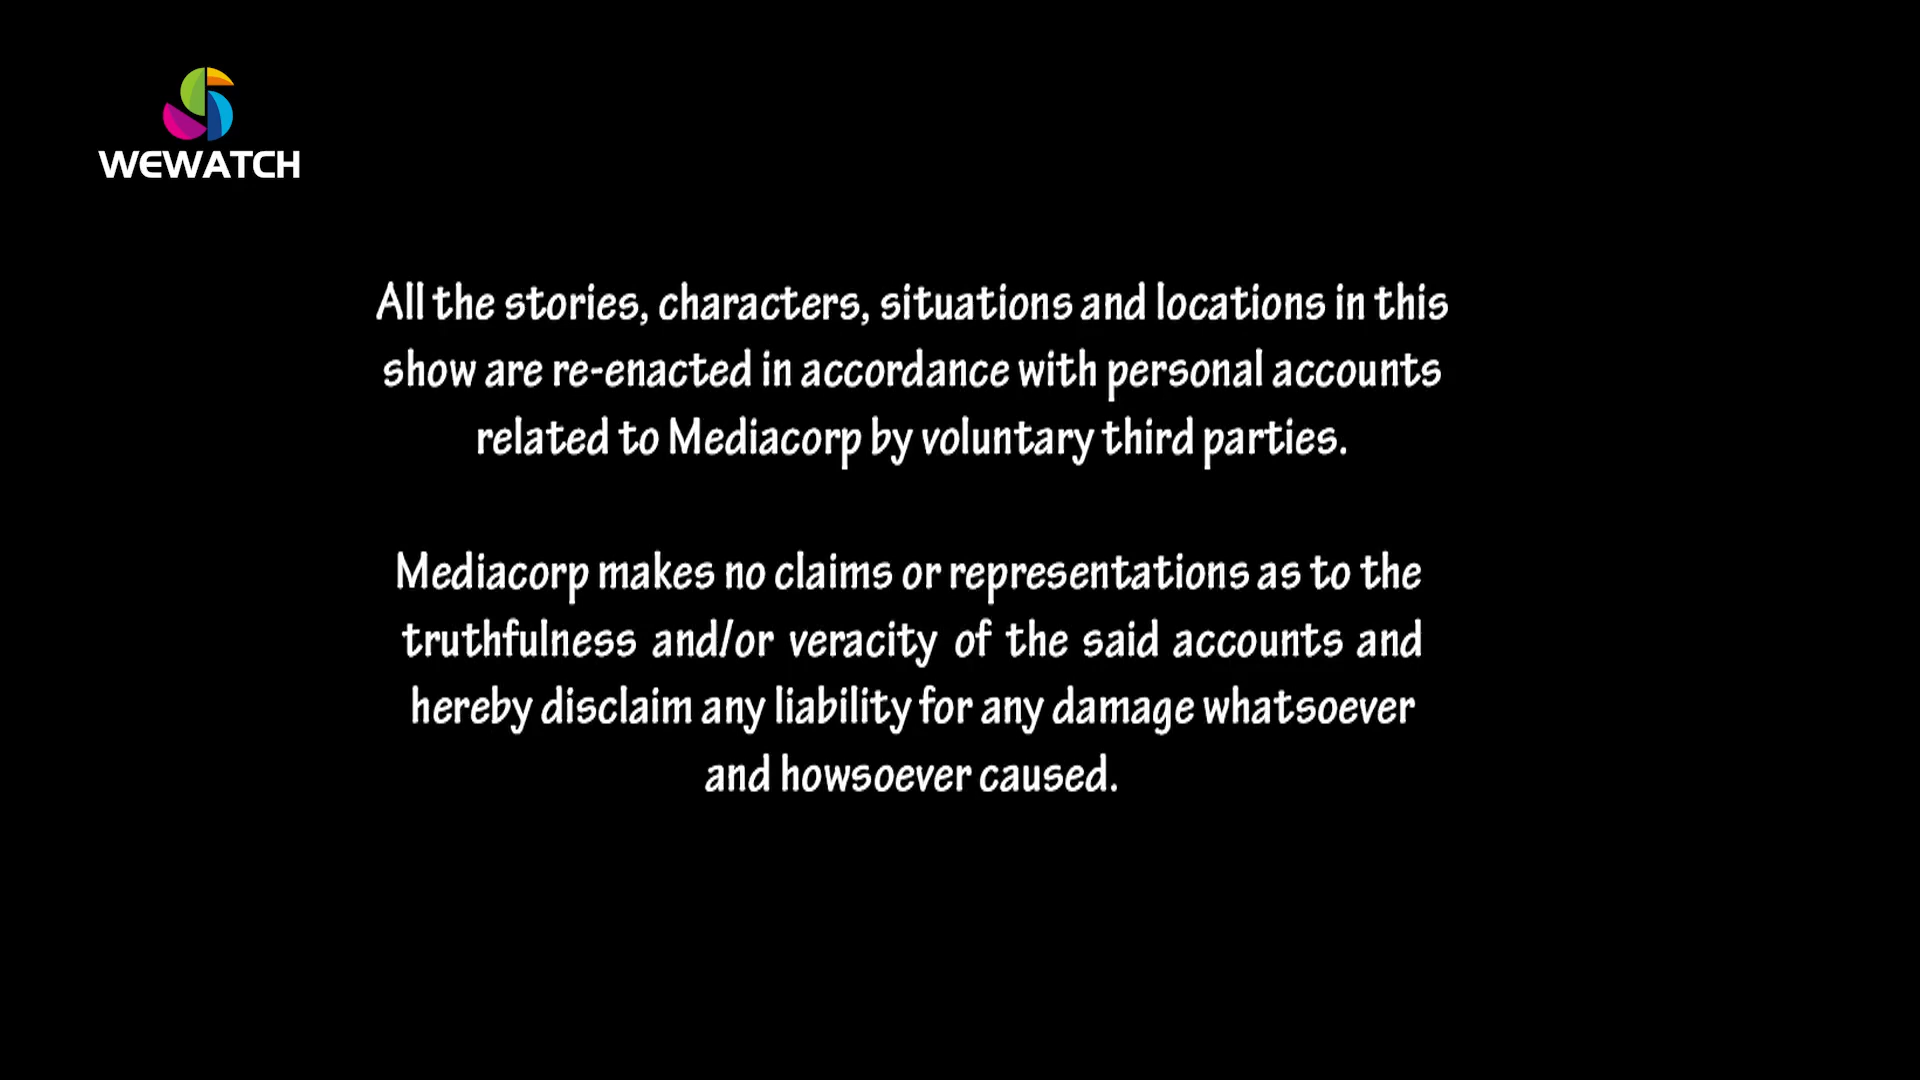 WEWATCH
All the stories, characters, situations and locations in this
show are re-enacted in accordance with personal accounts
related to Mediacorp by voluntary third parties.
Mediacorp makes no claims or representations as to the
truthfulness and/or veracity of the said accounts and
hereby disclaim any liability for any damage whatsoever
and howsoever caused.